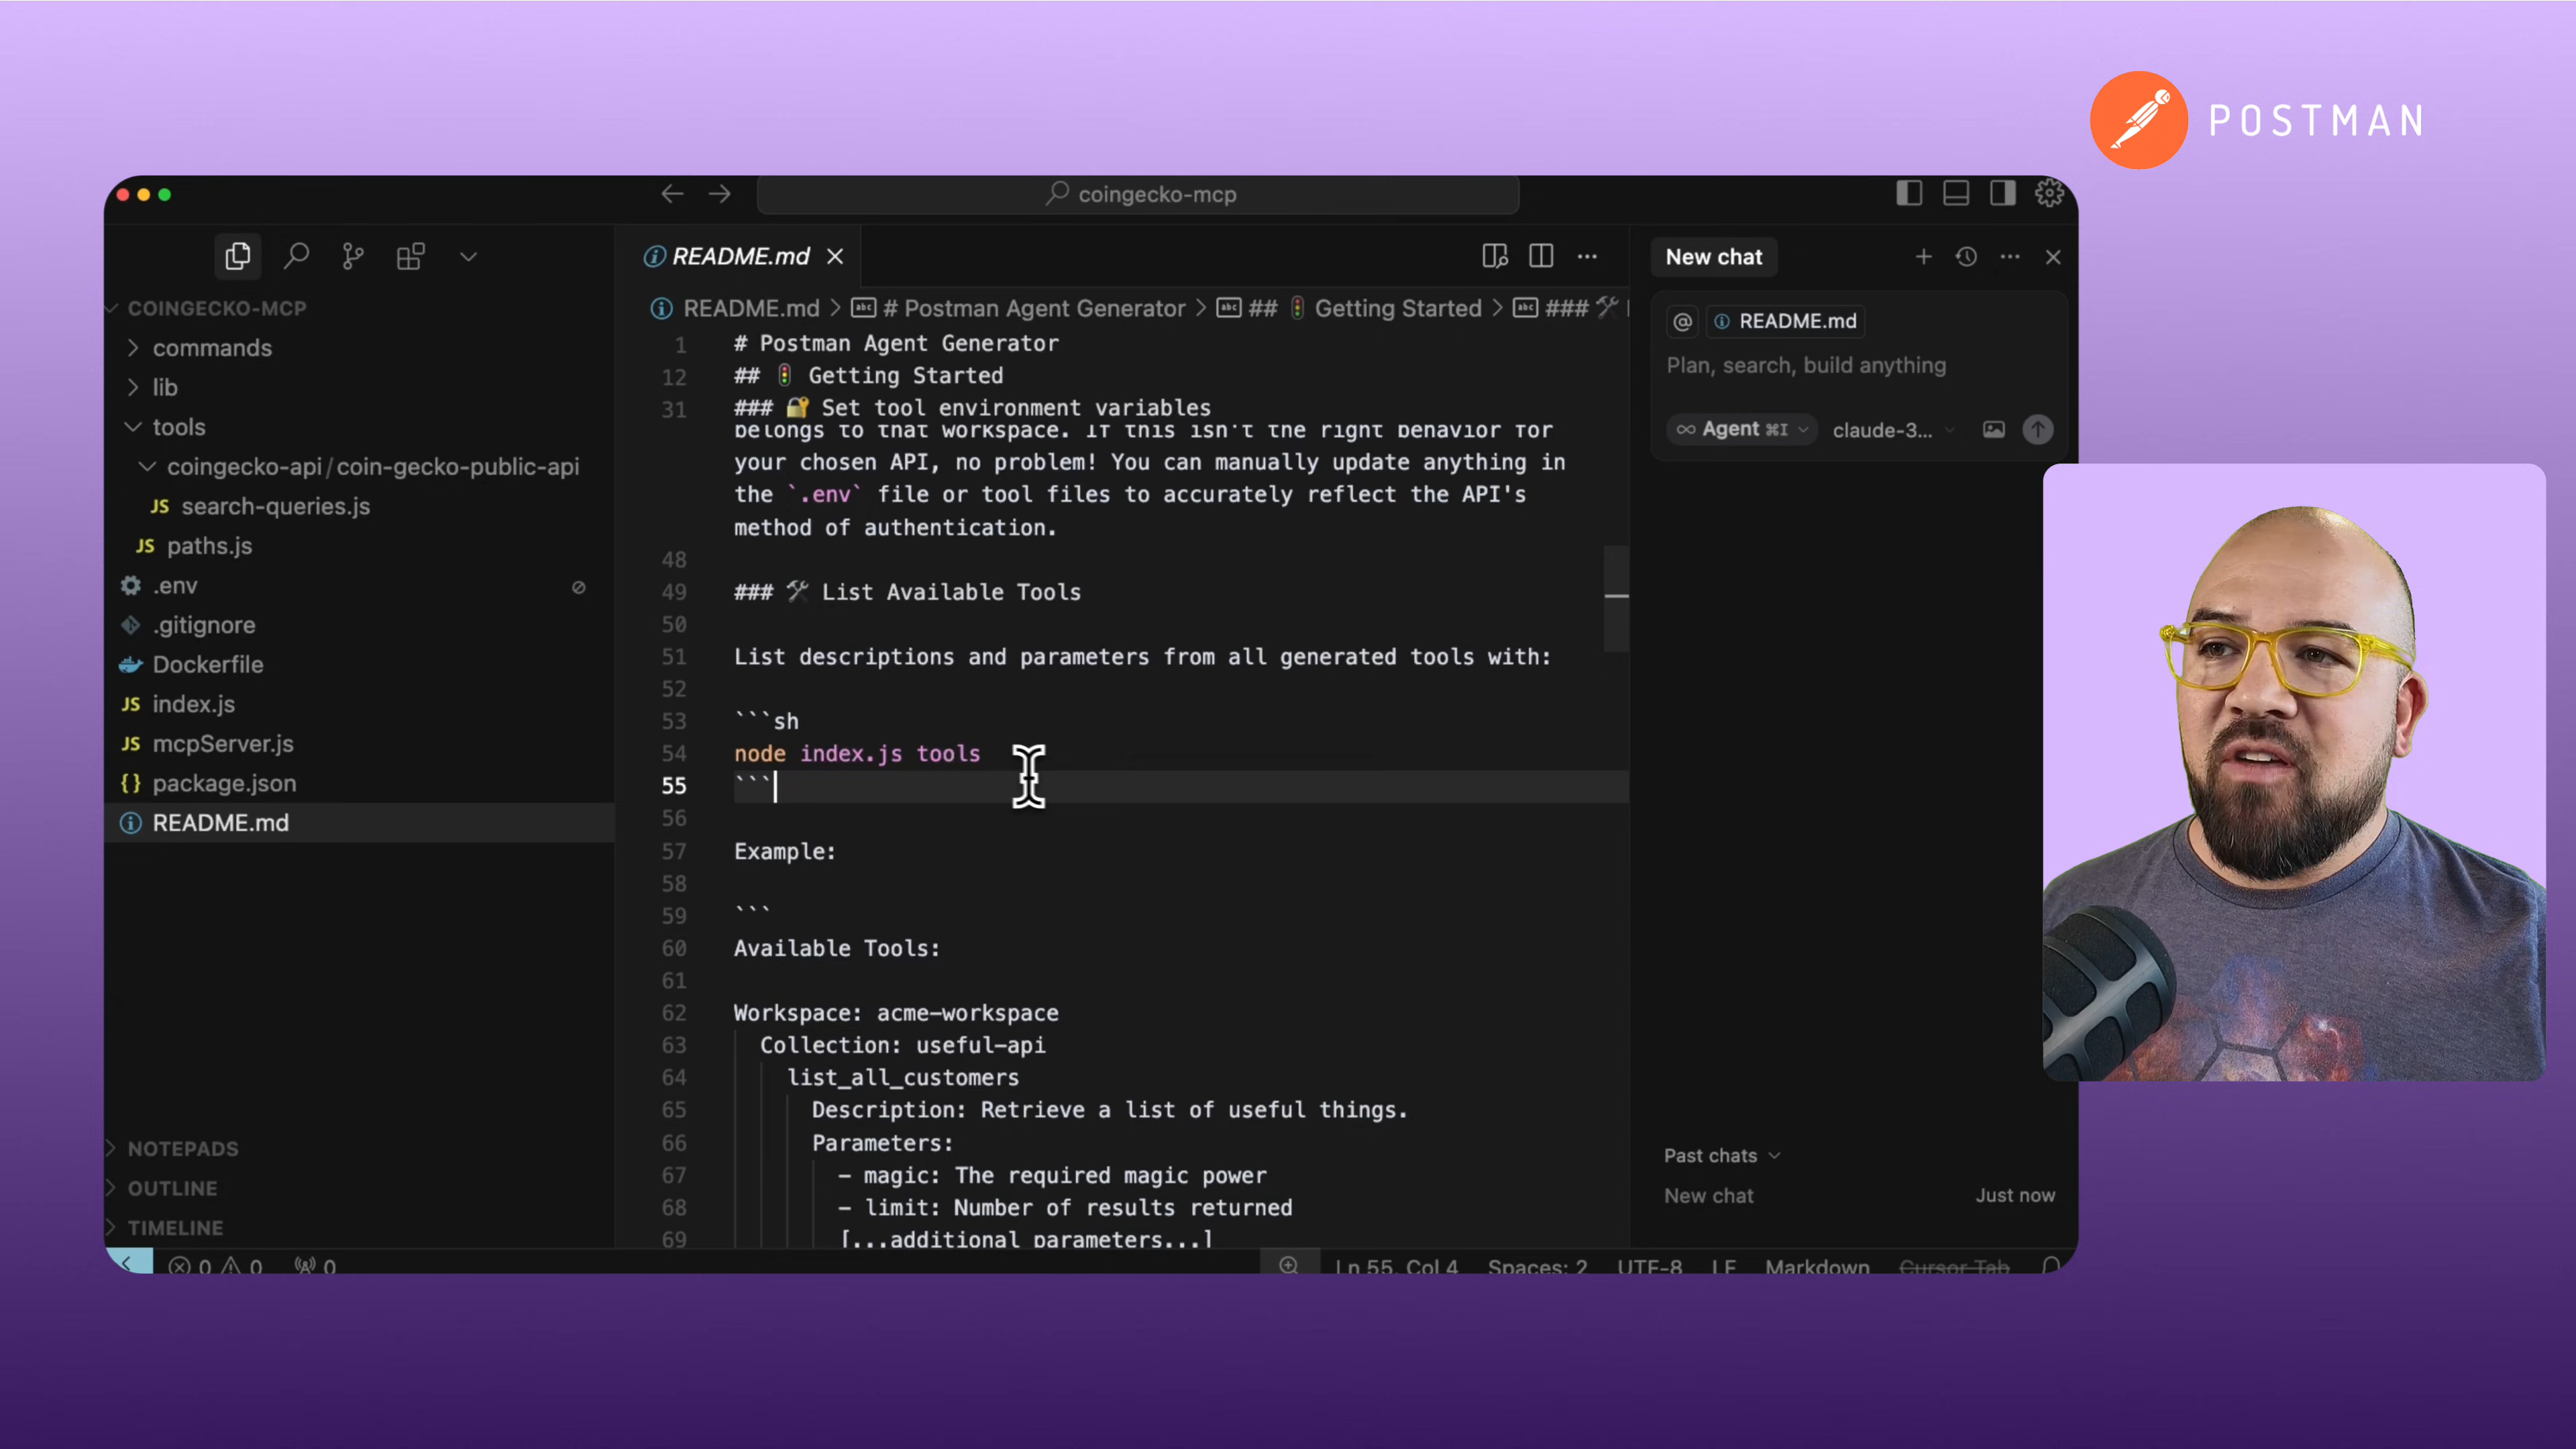 POSTMAN
coingecko-mcp
README.md
New chat
COINGECKO-MCP
commands
lib
tools
coingecko-api/coin-gecko-public-api
JS search-queries.js
JS paths.js
.env
.gitignore
Dockerfile
JS index.js
JS mcpServer.js
{} package.json
README.md
NOTEPADS
OUTLINE
TIMELINE
README.md > # Postman Agent Generator > ## 🚦 Getting Started > ### 🛠
1 # Postman Agent Generator
12 ## 🚦 Getting Started
31 ### 🔐 Set tool environment variables
belongs to that workspace. If this isn't the right behavior for
your chosen API, no problem! You can manually update anything in
the `.env` file or tool files to accurately reflect the API's
method of authentication.
48
49 ### 🛠 List Available Tools
50
51 List descriptions and parameters from all generated tools with:
52
53 ```sh
54 node index.js tools
55 ```
56
57 Example:
58
59 ```
60 Available Tools:
61
62 Workspace: acme-workspace
63 Collection: useful-api
64 list_all_customers
65 Description: Retrieve a list of useful things.
66 Parameters:
67 - magic: The required magic power
68 - limit: Number of results returned
69 [...additional parameters...]
@ README.md
Plan, search, build anything
∞ Agent ⌘I claude-3...
Past chats
New chat Just now
0 0 0
Ln 55, Col 4 Spaces: 2 UTF-8 LF Markdown Cursor Tab